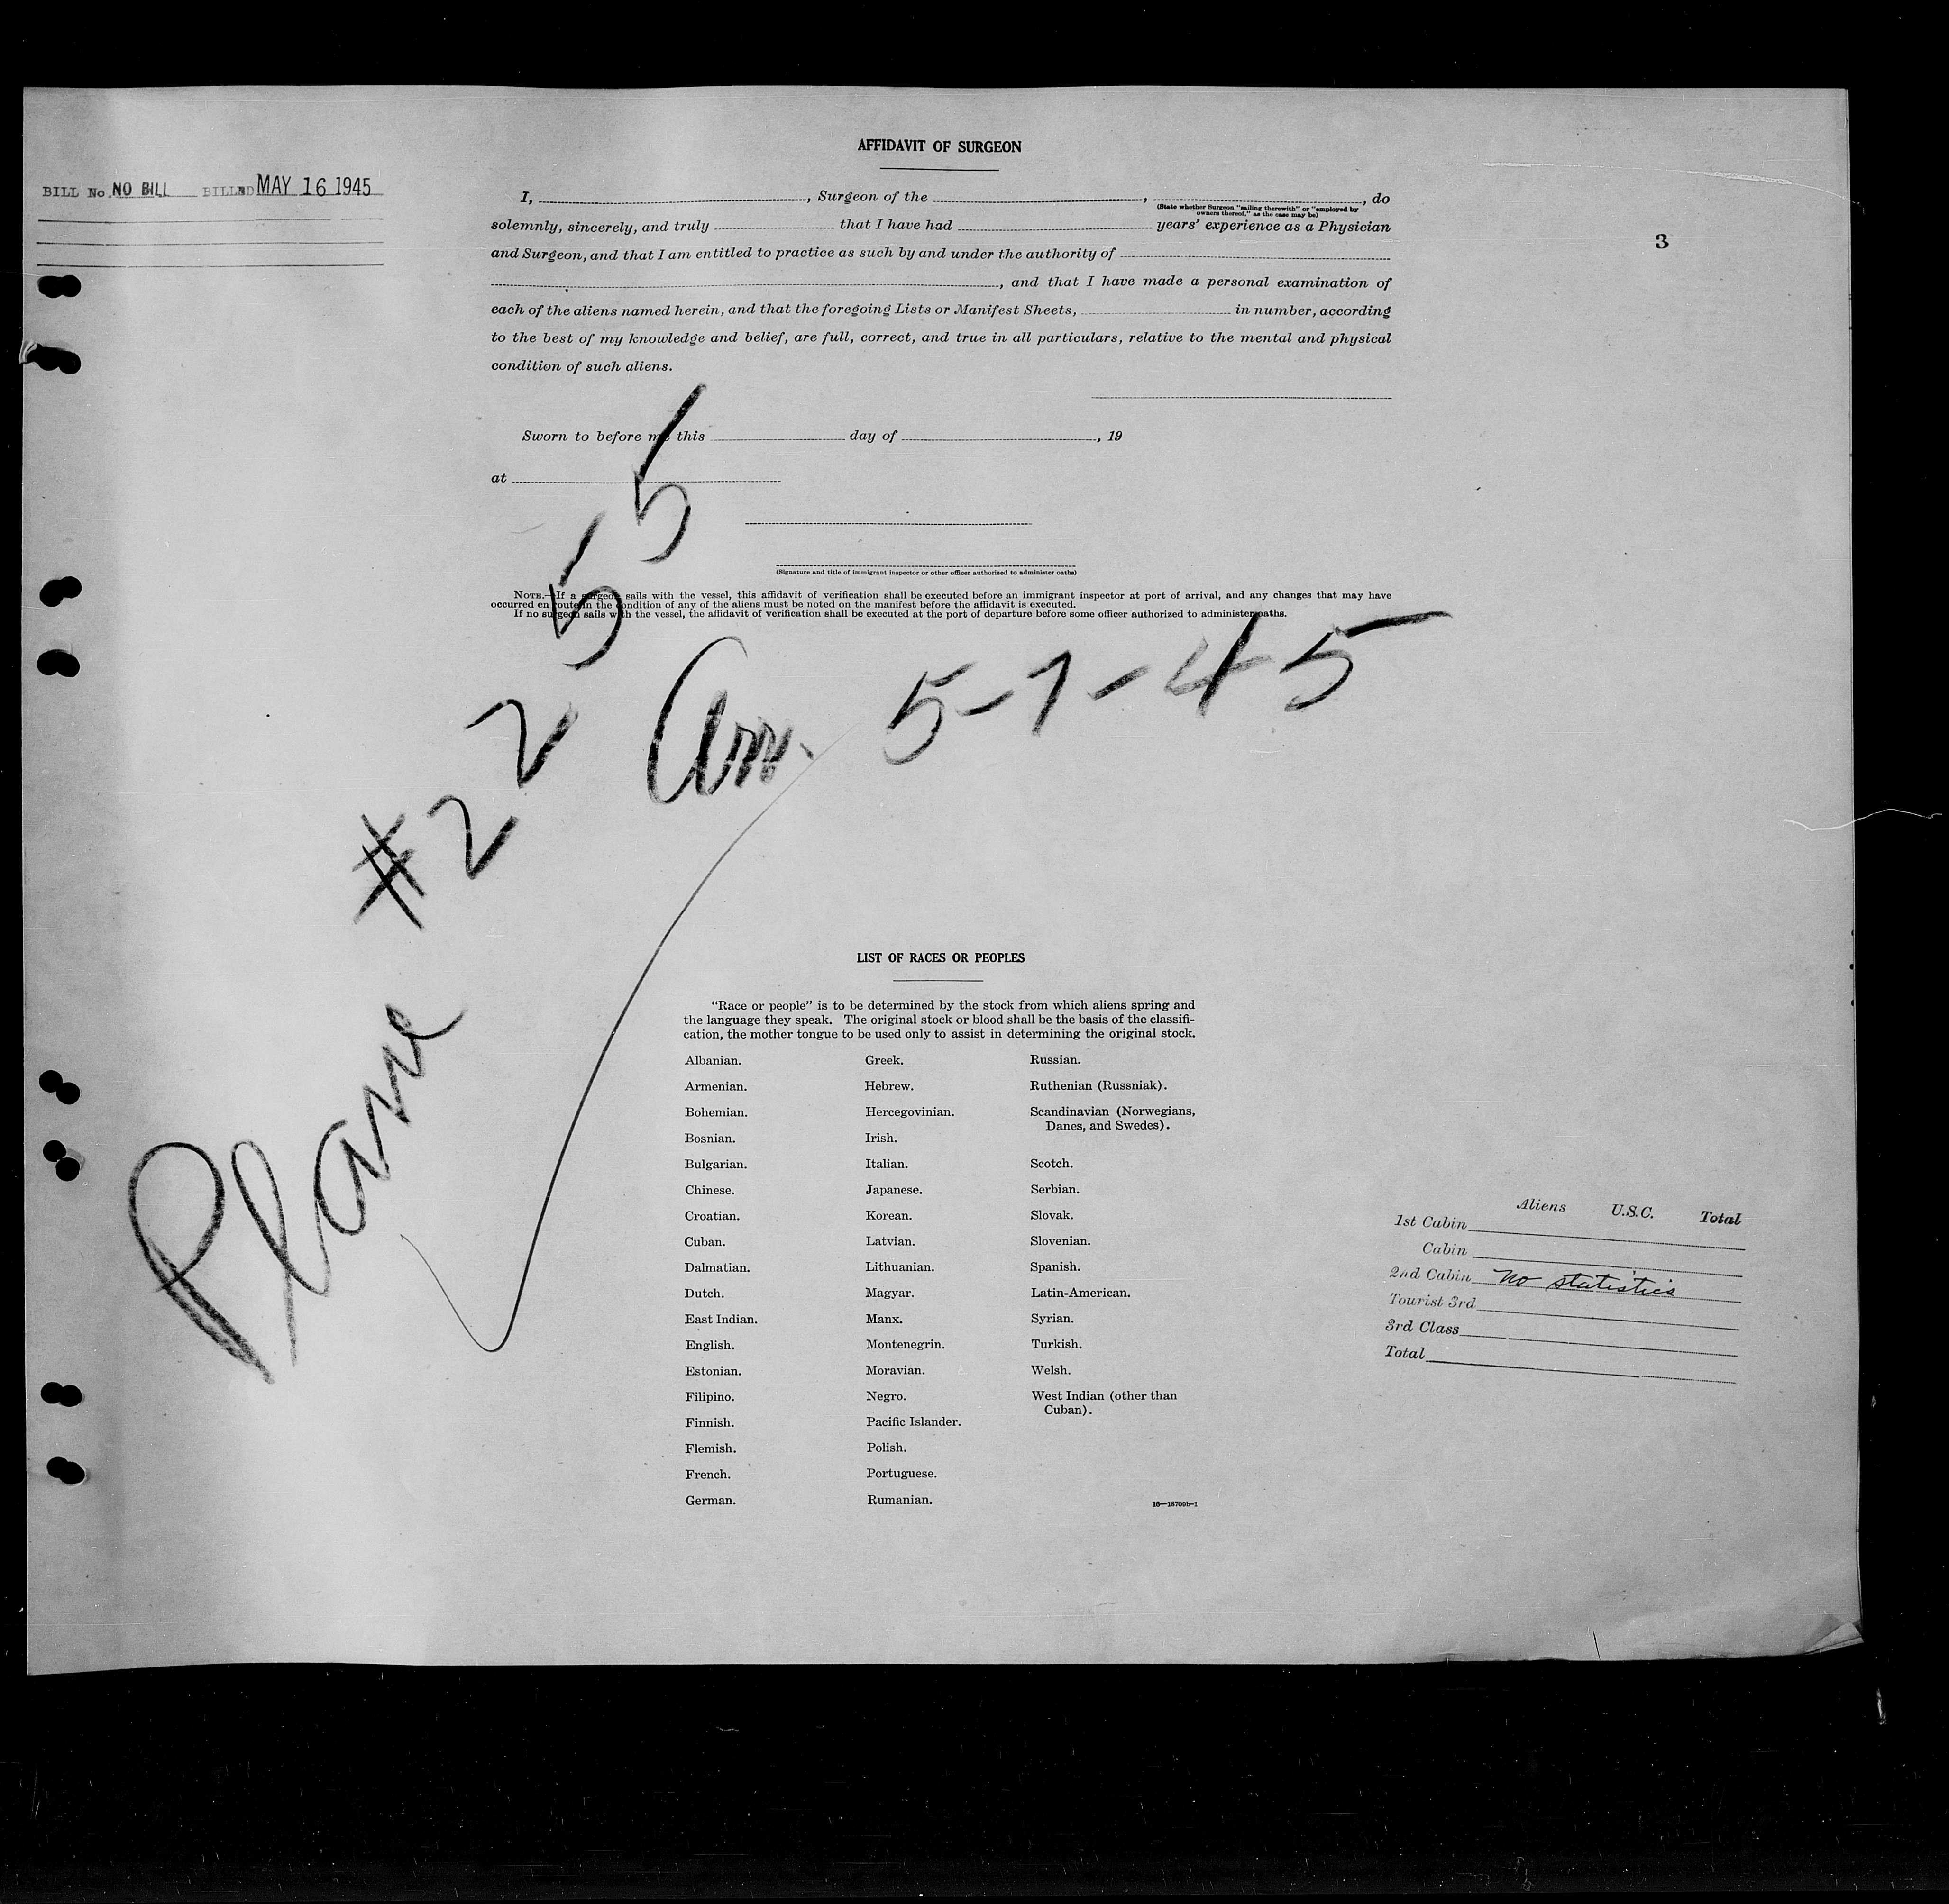 AFFIDAVIT OF SURGEON
BILL No. NO BILL BILLED MAY 16 1945
I, , Surgeon of the , , do
(State whether Surgeon "sailing therewith" or "employed by
owners thereof," as the case may be)
solemnly, sincerely, and truly that I have had years' experience as a Physician
3
and Surgeon, and that I am entitled to practice as such by and under the authority of
, and that I have made a personal examination of
each of the aliens named herein, and that the foregoing Lists or Manifest Sheets, in number, according
to the best of my knowledge and belief, are full, correct, and true in all particulars, relative to the mental and physical
condition of such aliens.
Sworn to before me this day of , 19
at
(Signature and title of immigrant inspector or other officer authorized to administer oaths)
NOTE.—If a surgeon sails with the vessel, this affidavit of verification shall be executed before an immigrant inspector at port of arrival, and any changes that may have
occurred en route in the condition of any of the aliens must be noted on the manifest before the affidavit is executed.
If no surgeon sails with the vessel, the affidavit of verification shall be executed at the port of departure before some officer authorized to administer oaths.
Plane #2255
Arr. 5-7-45
LIST OF RACES OR PEOPLES
"Race or people" is to be determined by the stock from which aliens spring and
the language they speak. The original stock or blood shall be the basis of the classifi-
cation, the mother tongue to be used only to assist in determining the original stock.
Albanian. Greek. Russian.
Armenian. Hebrew. Ruthenian (Russniak).
Bohemian. Hercegovinian. Scandinavian (Norwegians,
Danes, and Swedes).
Bosnian. Irish.
Bulgarian. Italian. Scotch.
Chinese. Japanese. Serbian.
Croatian. Korean. Slovak.
Cuban. Latvian. Slovenian.
Dalmatian. Lithuanian. Spanish.
Dutch. Magyar. Latin-American.
East Indian. Manx. Syrian.
English. Montenegrin. Turkish.
Estonian. Moravian. Welsh.
Filipino. Negro. West Indian (other than
Cuban).
Finnish. Pacific Islander.
Flemish. Polish.
French. Portuguese.
German. Rumanian.
16—18709b-1
Aliens U.S.C. Total
1st Cabin
Cabin
2nd Cabin No statistics
Tourist 3rd
3rd Class
Total